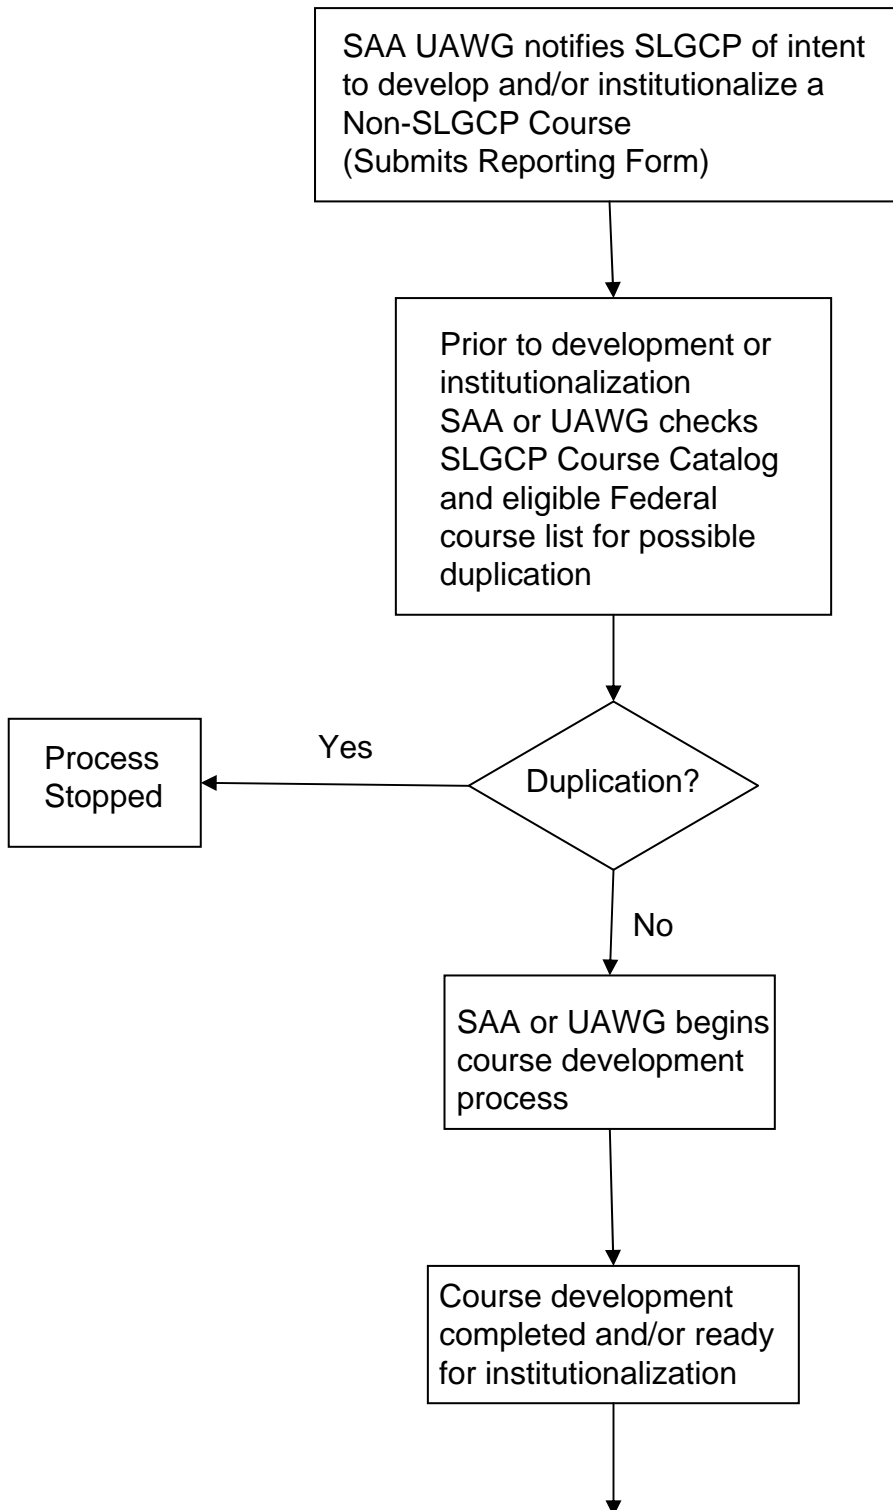 SAA UAWG notifies SLGCP of intent
to develop and/or institutionalize a
Non-SLGCP Course
(Submits Reporting Form)
Prior to development or
institutionalization
SAA or UAWG checks
SLGCP Course Catalog
and eligible Federal
course list for possible
duplication
Duplication?
Yes
Process
Stopped
No
SAA or UAWG begins
course development
process
Course development
completed and/or ready
for institutionalization